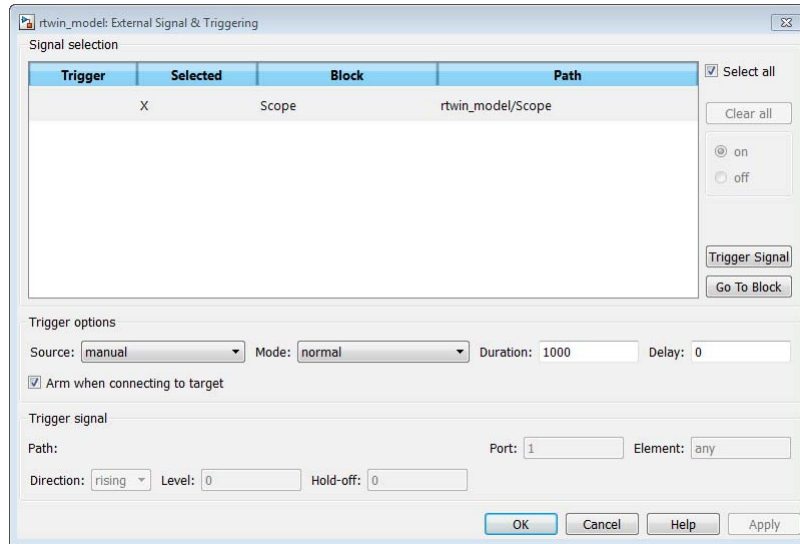 rtwin_model: External Signal & Triggering
Signal selection
Trigger Selected Block Path
X Scope rtwin_model/Scope
Select all
Clear all
on
off
Trigger Signal
Go To Block
Trigger options
Source: manual Mode: normal Duration: 1000 Delay: 0
Arm when connecting to target
Trigger signal
Path: Port: 1 Element: any
Direction: rising Level: 0 Hold-off: 0
OK Cancel Help Apply